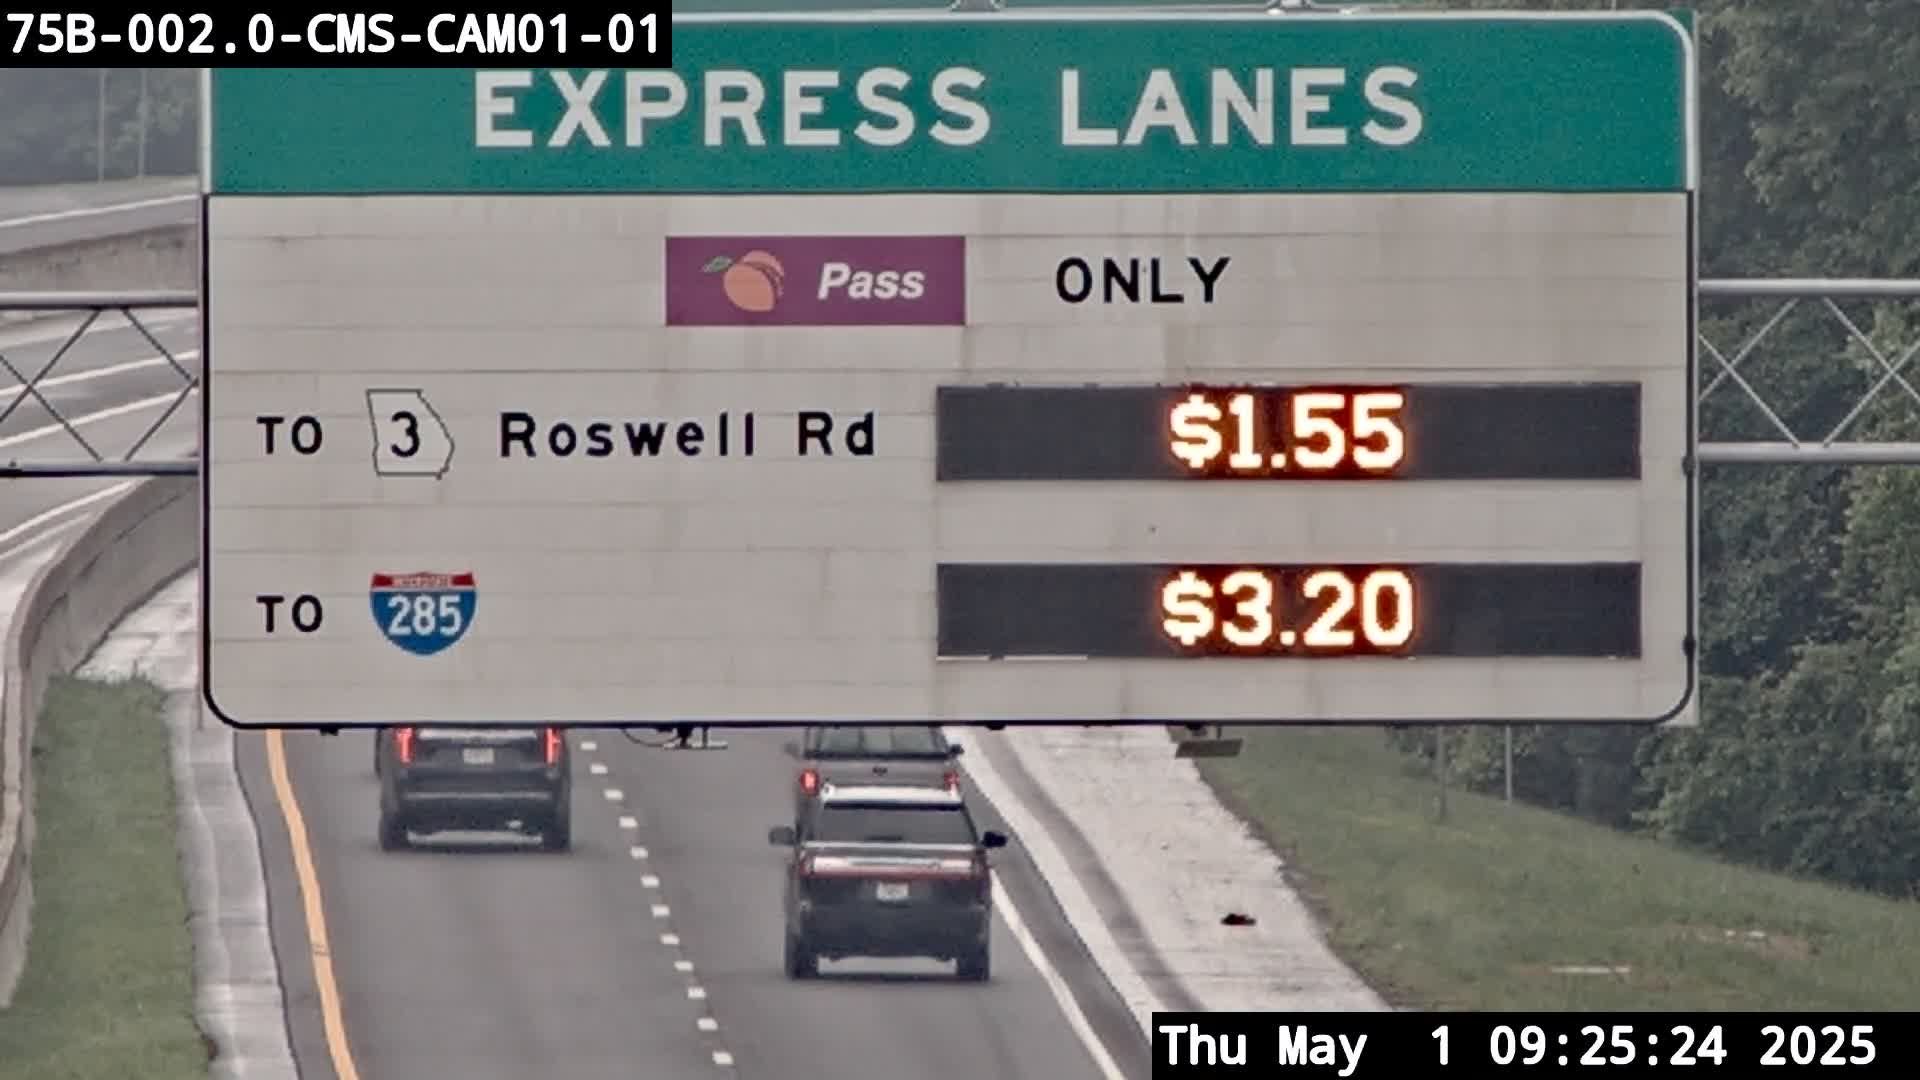 75B-002.0-CMS-CAM01-01
EXPRESS LANES
Pass ONLY
TO 3 Roswell Rd $1.55
TO 285 $3.20
Thu May 1 09:25:24 2025